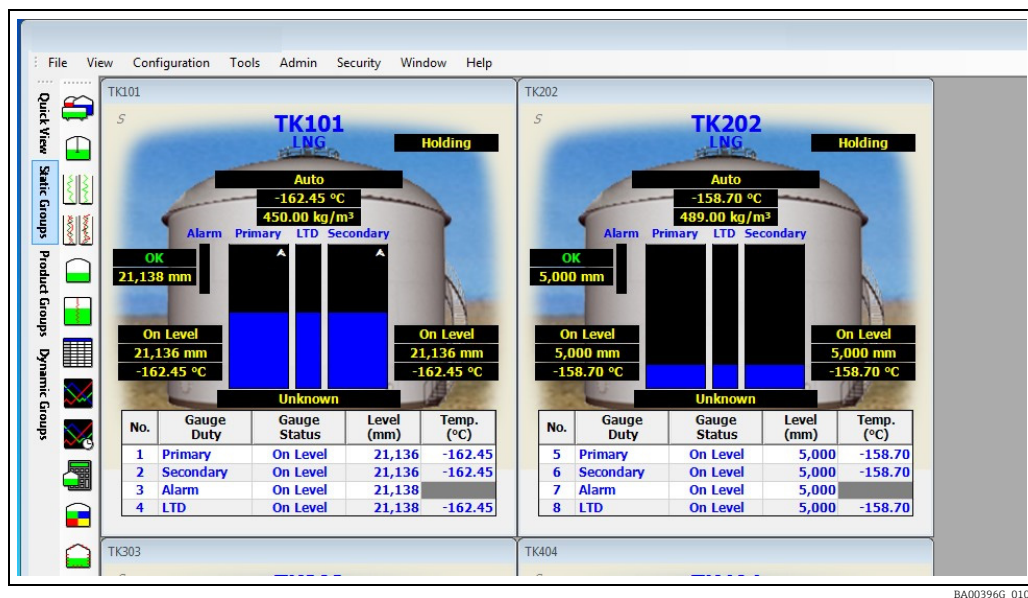 File View Configuration Tools Admin Security Window Help
Quick View
Static Groups
Product Groups
Dynamic Groups
TK101
S
TK101
LNG
Holding
Auto
-162.45 °C
450.00 kg/m³
Alarm Primary LTD Secondary
OK
21,138 mm
On Level
21,136 mm
-162.45 °C
On Level
21,136 mm
-162.45 °C
Unknown
No. Gauge Duty Gauge Status Level (mm) Temp. (°C)
1 Primary On Level 21,136 -162.45
2 Secondary On Level 21,136 -162.45
3 Alarm On Level 21,138
4 LTD On Level 21,138 -162.45
TK202
S
TK202
LNG
Holding
Auto
-158.70 °C
489.00 kg/m³
Alarm Primary LTD Secondary
OK
5,000 mm
On Level
5,000 mm
-158.70 °C
On Level
5,000 mm
-158.70 °C
Unknown
No. Gauge Duty Gauge Status Level (mm) Temp. (°C)
5 Primary On Level 5,000 -158.70
6 Secondary On Level 5,000 -158.70
7 Alarm On Level 5,000
8 LTD On Level 5,000 -158.70
TK303
TK404
BA00396G_010